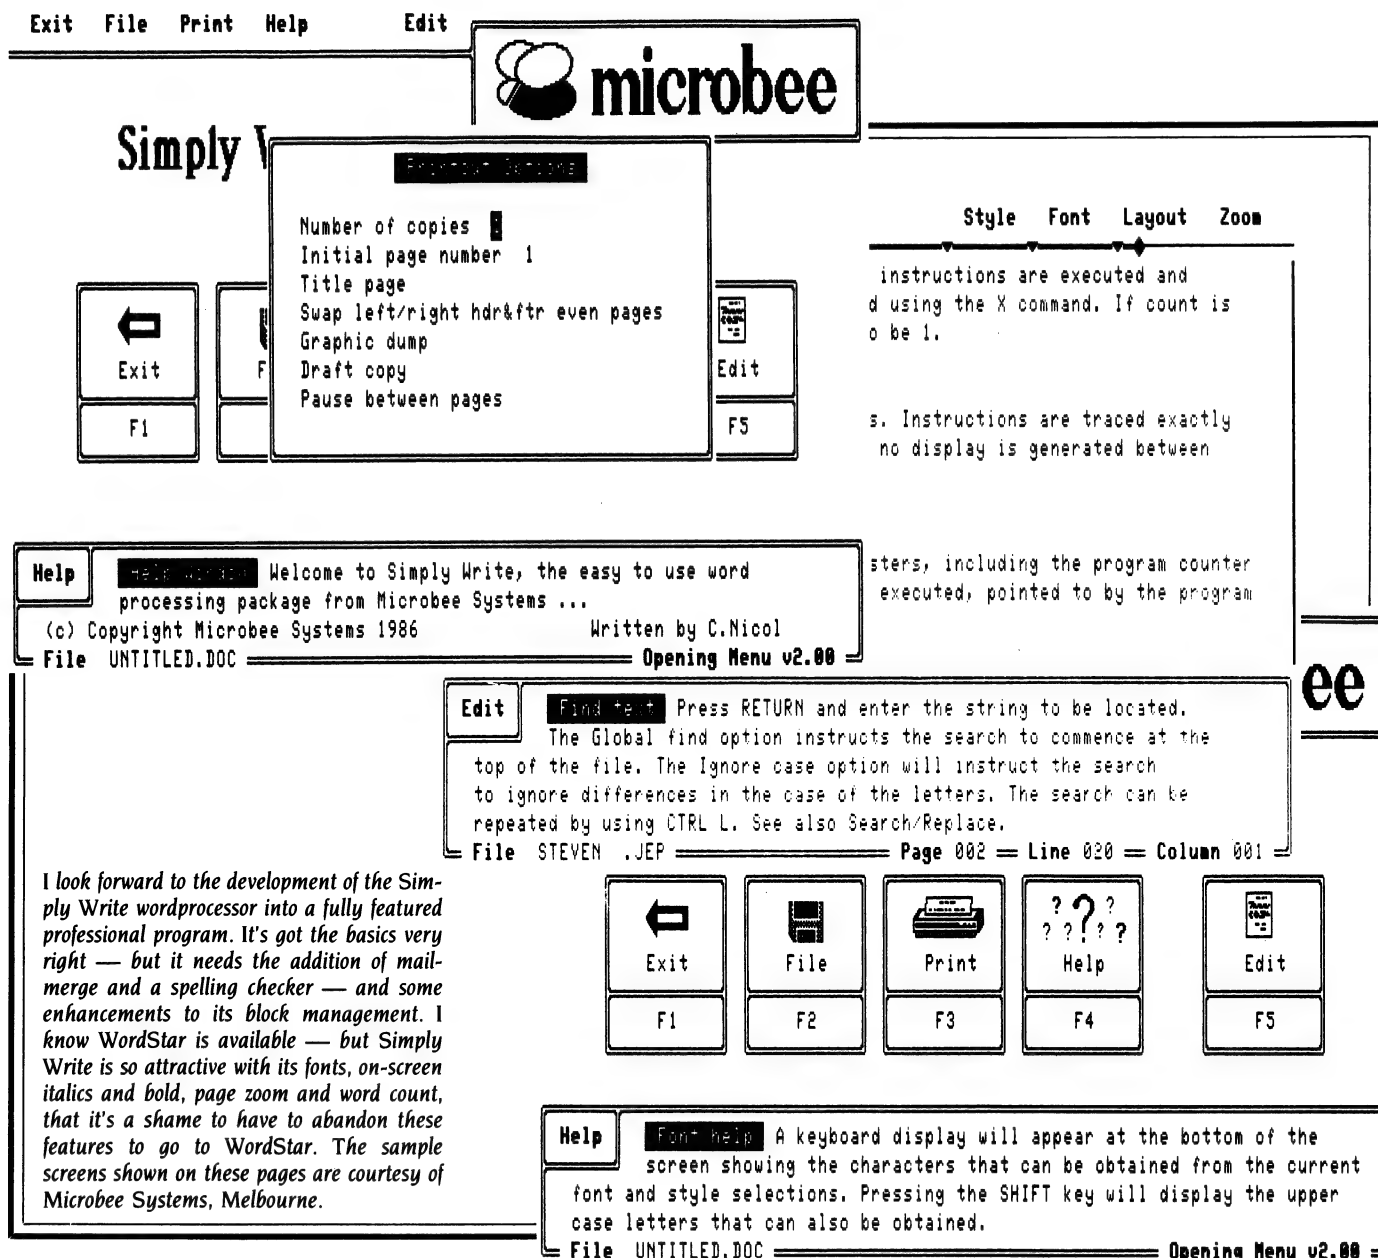 Exit File Print Help Edit
microbee
Simply W
Printout Options
Number of copies
Initial page number 1
Title page
Swap left/right hdr&ftr even pages
Graphic dump
Draft copy
Pause between pages
Exit
F1
F
Edit
F5
Style Font Layout Zoom
instructions are executed and
d using the X command. If count is
o be 1.
s. Instructions are traced exactly
no display is generated between
sters, including the program counter
executed, pointed to by the program
Help Help window Welcome to Simply Write, the easy to use word
processing package from Microbee Systems ...
(c) Copyright Microbee Systems 1986 Written by C.Nicol
File UNTITLED.DOC Opening Menu v2.00
ee
Edit Find text Press RETURN and enter the string to be located.
The Global find option instructs the search to commence at the
top of the file. The Ignore case option will instruct the search
to ignore differences in the case of the letters. The search can be
repeated by using CTRL L. See also Search/Replace.
File STEVEN .JEP Page 002 Line 020 Column 001
Exit File Print Help Edit
F1 F2 F3 F4 F5
I look forward to the development of the Sim-
ply Write wordprocessor into a fully featured
professional program. It's got the basics very
right — but it needs the addition of mail-
merge and a spelling checker — and some
enhancements to its block management. I
know WordStar is available — but Simply
Write is so attractive with its fonts, on-screen
italics and bold, page zoom and word count,
that it's a shame to have to abandon these
features to go to WordStar. The sample
screens shown on these pages are courtesy of
Microbee Systems, Melbourne.
Help Font help A keyboard display will appear at the bottom of the
screen showing the characters that can be obtained from the current
font and style selections. Pressing the SHIFT key will display the upper
case letters that can also be obtained.
File UNTITLED.DOC Opening Menu v2.00